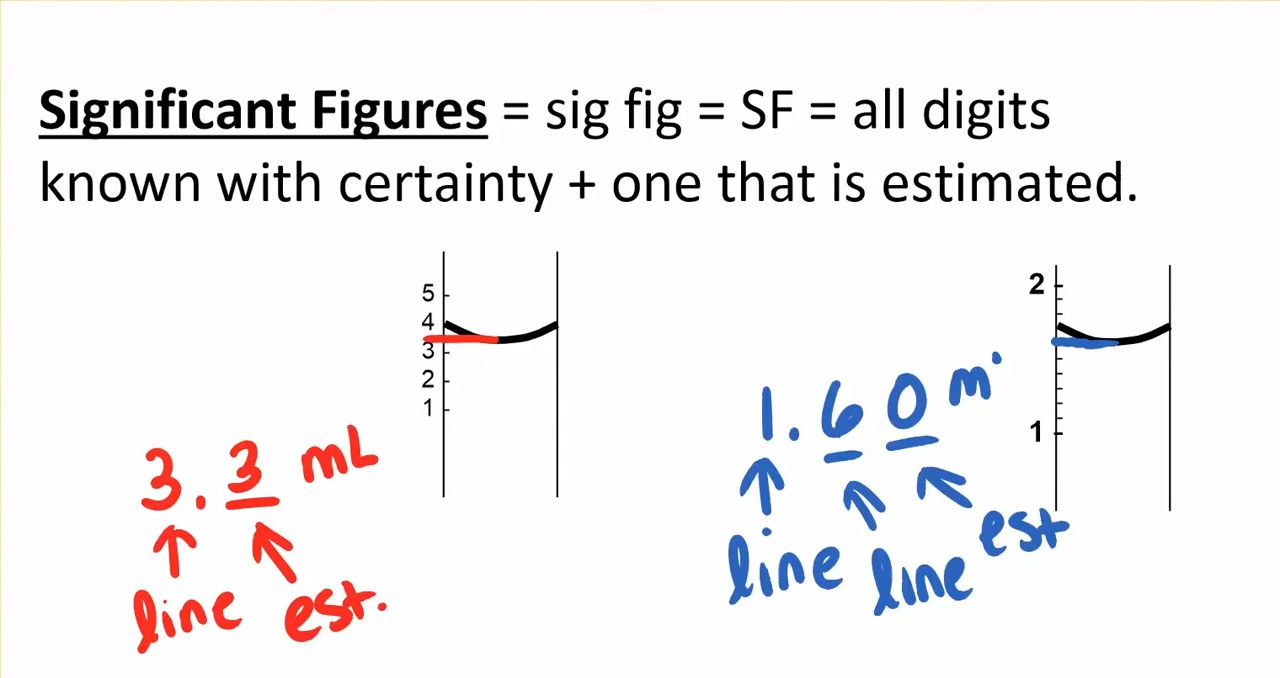 Significant Figures = sig fig = SF = all digits
known with certainty + one that is estimated.
5
4
3
2
1
3.3 mL
line est.
2
1
1.60 m
line line est